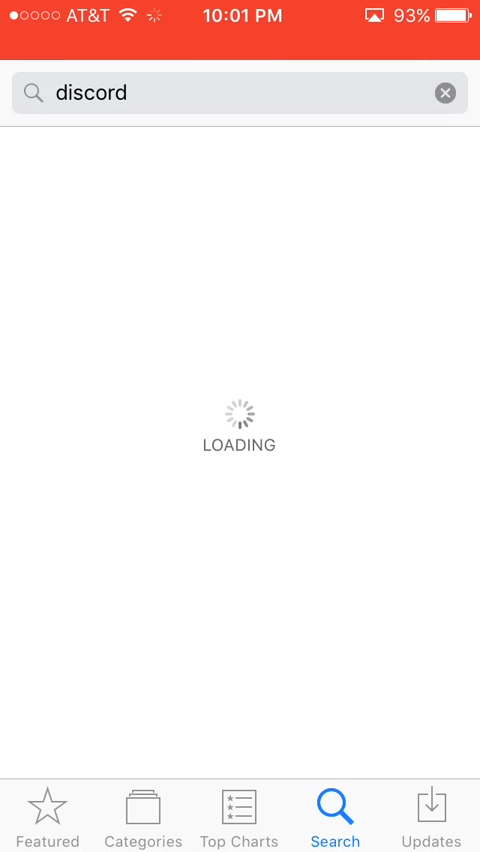 AT&T 10:01 PM 93%
discord
LOADING
Featured Categories Top Charts Search Updates